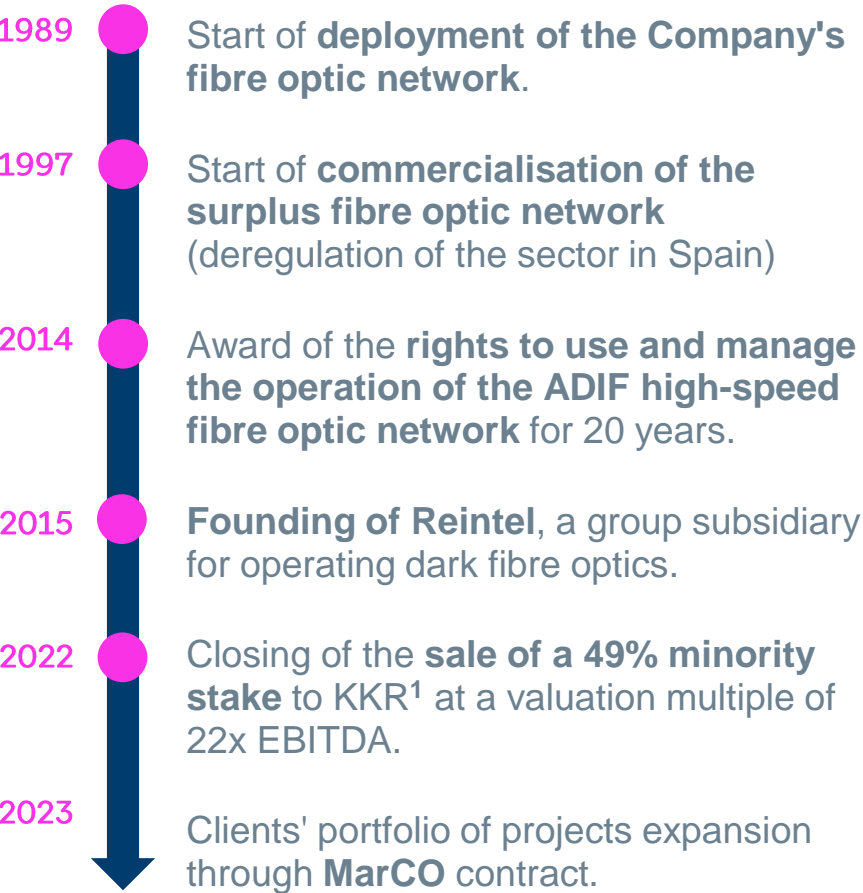 1989
Start of deployment of the Company's
fibre optic network.
1997
Start of commercialisation of the
surplus fibre optic network
(deregulation of the sector in Spain)
2014
Award of the rights to use and manage
the operation of the ADIF high-speed
fibre optic network for 20 years.
2015
Founding of Reintel, a group subsidiary
for operating dark fibre optics.
2022
Closing of the sale of a 49% minority
stake to KKR¹ at a valuation multiple of
22x EBITDA.
2023
Clients' portfolio of projects expansion
through MarCO contract.